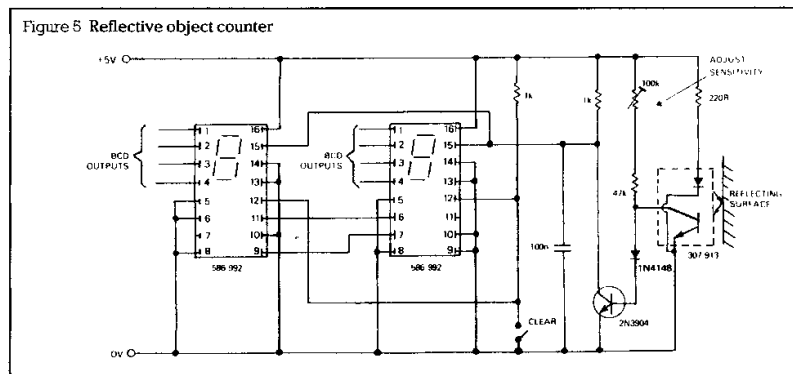 Figure 5 Reflective object counter
+5V
ADJUST
SENSITIVITY
1k
1k
100k
220R
BCD
OUTPUTS
1
2
3
4
5
6
7
8
16
15
14
13
12
11
10
9
586 992
BCD
OUTPUTS
1
2
3
4
5
6
7
8
16
15
14
13
12
11
10
9
586 992
47k
REFLECTING
SURFACE
100n
307 913
1N4148
CLEAR
2N3904
0V